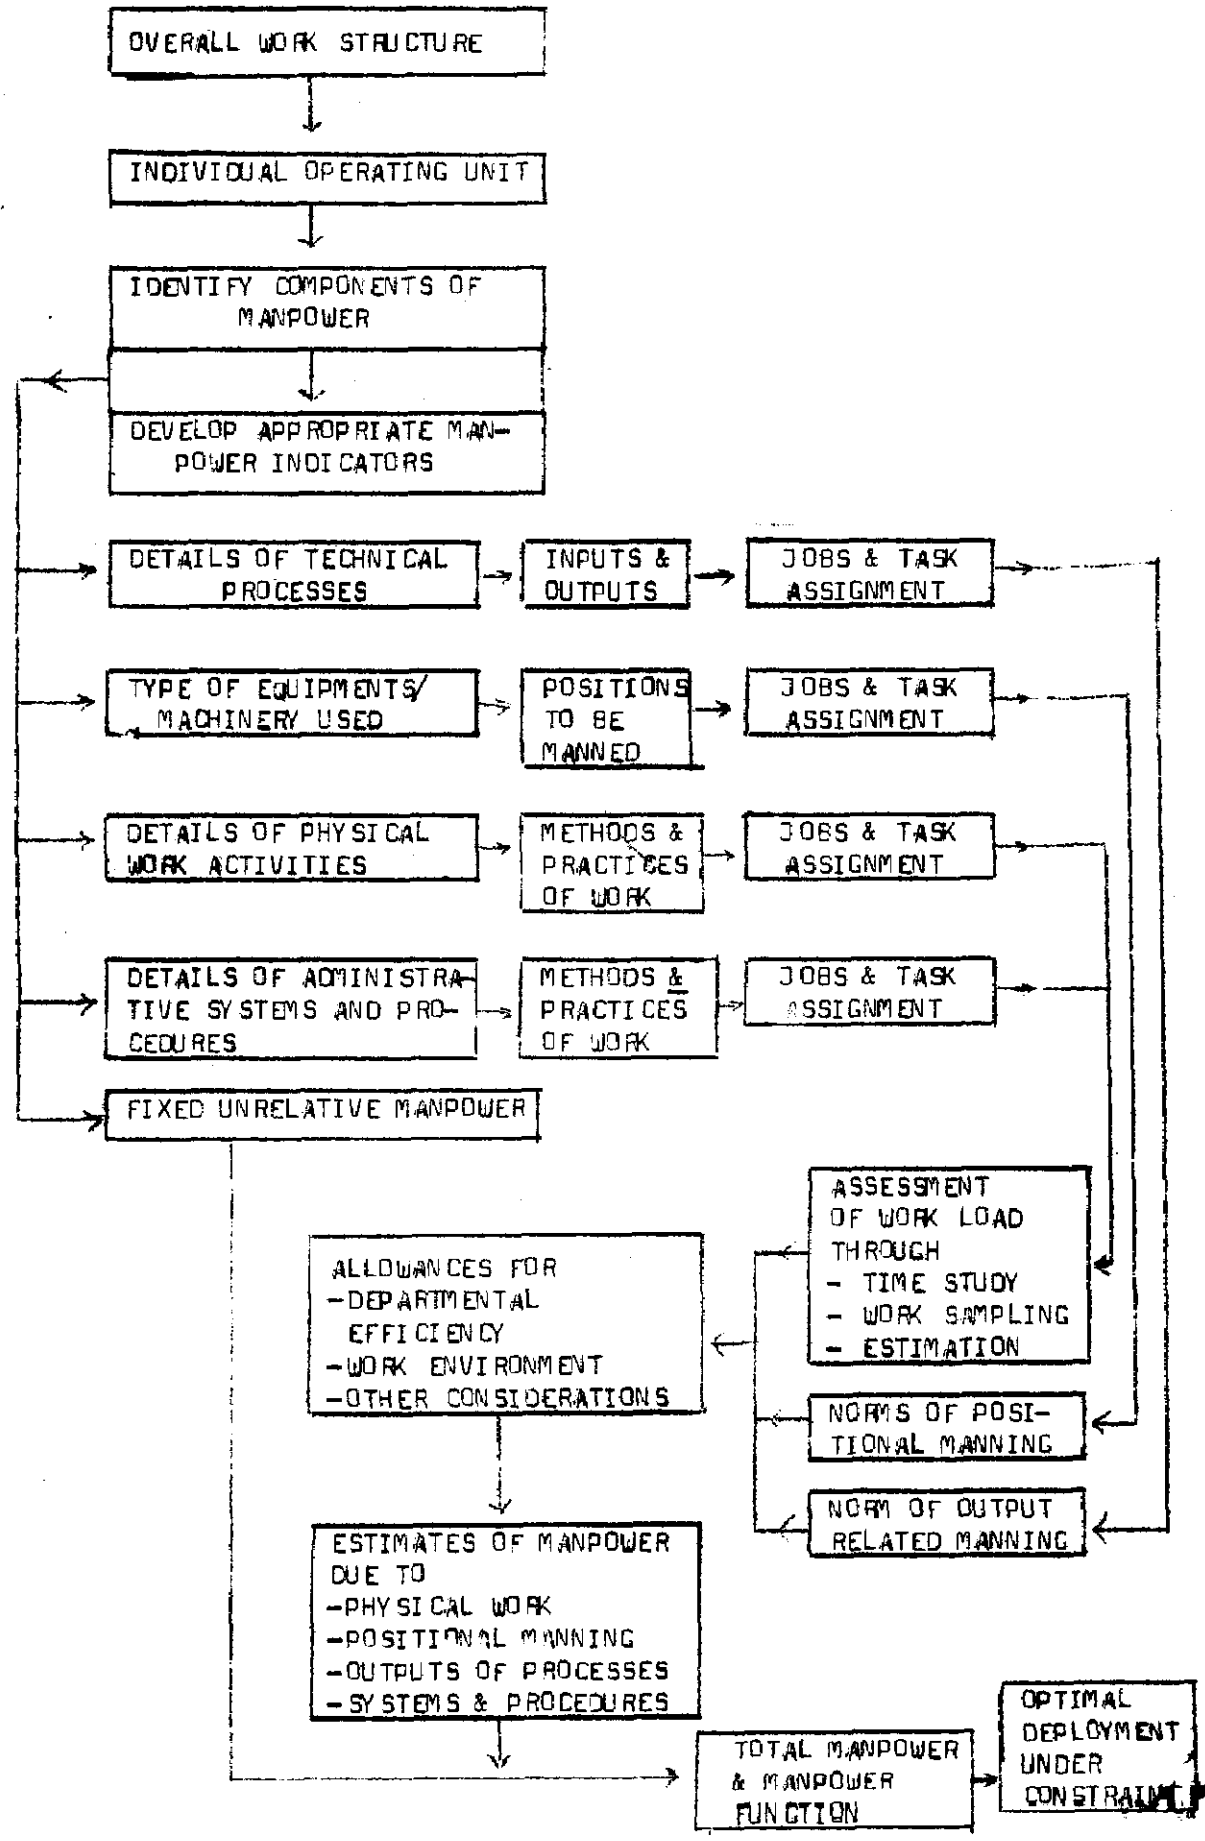 OVERALL WORK STRUCTURE
INDIVIDUAL OPERATING UNIT
IDENTIFY COMPONENTS OF
MANPOWER
DEVELOP APPROPRIATE MAN-
POWER INDICATORS
DETAILS OF TECHNICAL
PROCESSES
INPUTS &
OUTPUTS
JOBS & TASK
ASSIGNMENT
TYPE OF EQUIPMENTS/
MACHINERY USED
POSITIONS
TO BE
MANNED
JOBS & TASK
ASSIGNMENT
DETAILS OF PHYSICAL
WORK ACTIVITIES
METHODS &
PRACTICES
OF WORK
JOBS & TASK
ASSIGNMENT
DETAILS OF ADMINISTRA-
TIVE SYSTEMS AND PRO-
CEDURES
METHODS &
PRACTICES
OF WORK
JOBS & TASK
ASSIGNMENT
FIXED UNRELATIVE MANPOWER
ASSESSMENT
OF WORK LOAD
THROUGH
- TIME STUDY
- WORK SAMPLING
- ESTIMATION
ALLOWANCES FOR
-DEPARTMENTAL
EFFICIENCY
-WORK ENVIRONMENT
-OTHER CONSIDERATIONS
NORMS OF POSI-
TIONAL MANNING
NORM OF OUTPUT
RELATED MANNING
ESTIMATES OF MANPOWER
DUE TO
-PHYSICAL WORK
-POSITIONAL MANNING
-OUTPUTS OF PROCESSES
-SYSTEMS & PROCEDURES
TOTAL MANPOWER
& MANPOWER
FUNCTION
OPTIMAL
DEPLOYMENT
UNDER
CONSTRAINT